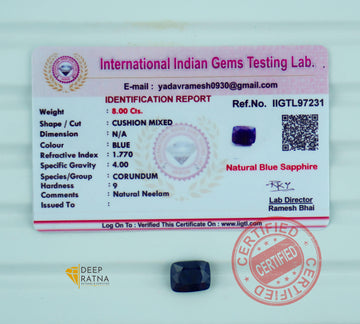 International Indian Gems Testing Lab.
E-mail : yadavramesh0930@gmail.com
IDENTIFICATION REPORT
Ref.No. IIGTL97231
Weight : 8.00 Cts.
Shape / Cut : CUSHION MIXED
Dimension : N/A
Colour : BLUE
Refractive Index : 1.770
Specific Gravity : 4.00
Species/Group : CORUNDUM
Hardness : 9
Comments : Natural Neelam
Issued to :
Natural Blue Sapphire
Lab Director
Ramesh Bhai
Log On To : Verified This Certificate On : www.iigtl.com
DEEP
RATNA
CERTIFIED
CERTIFIED
CERTIFIED